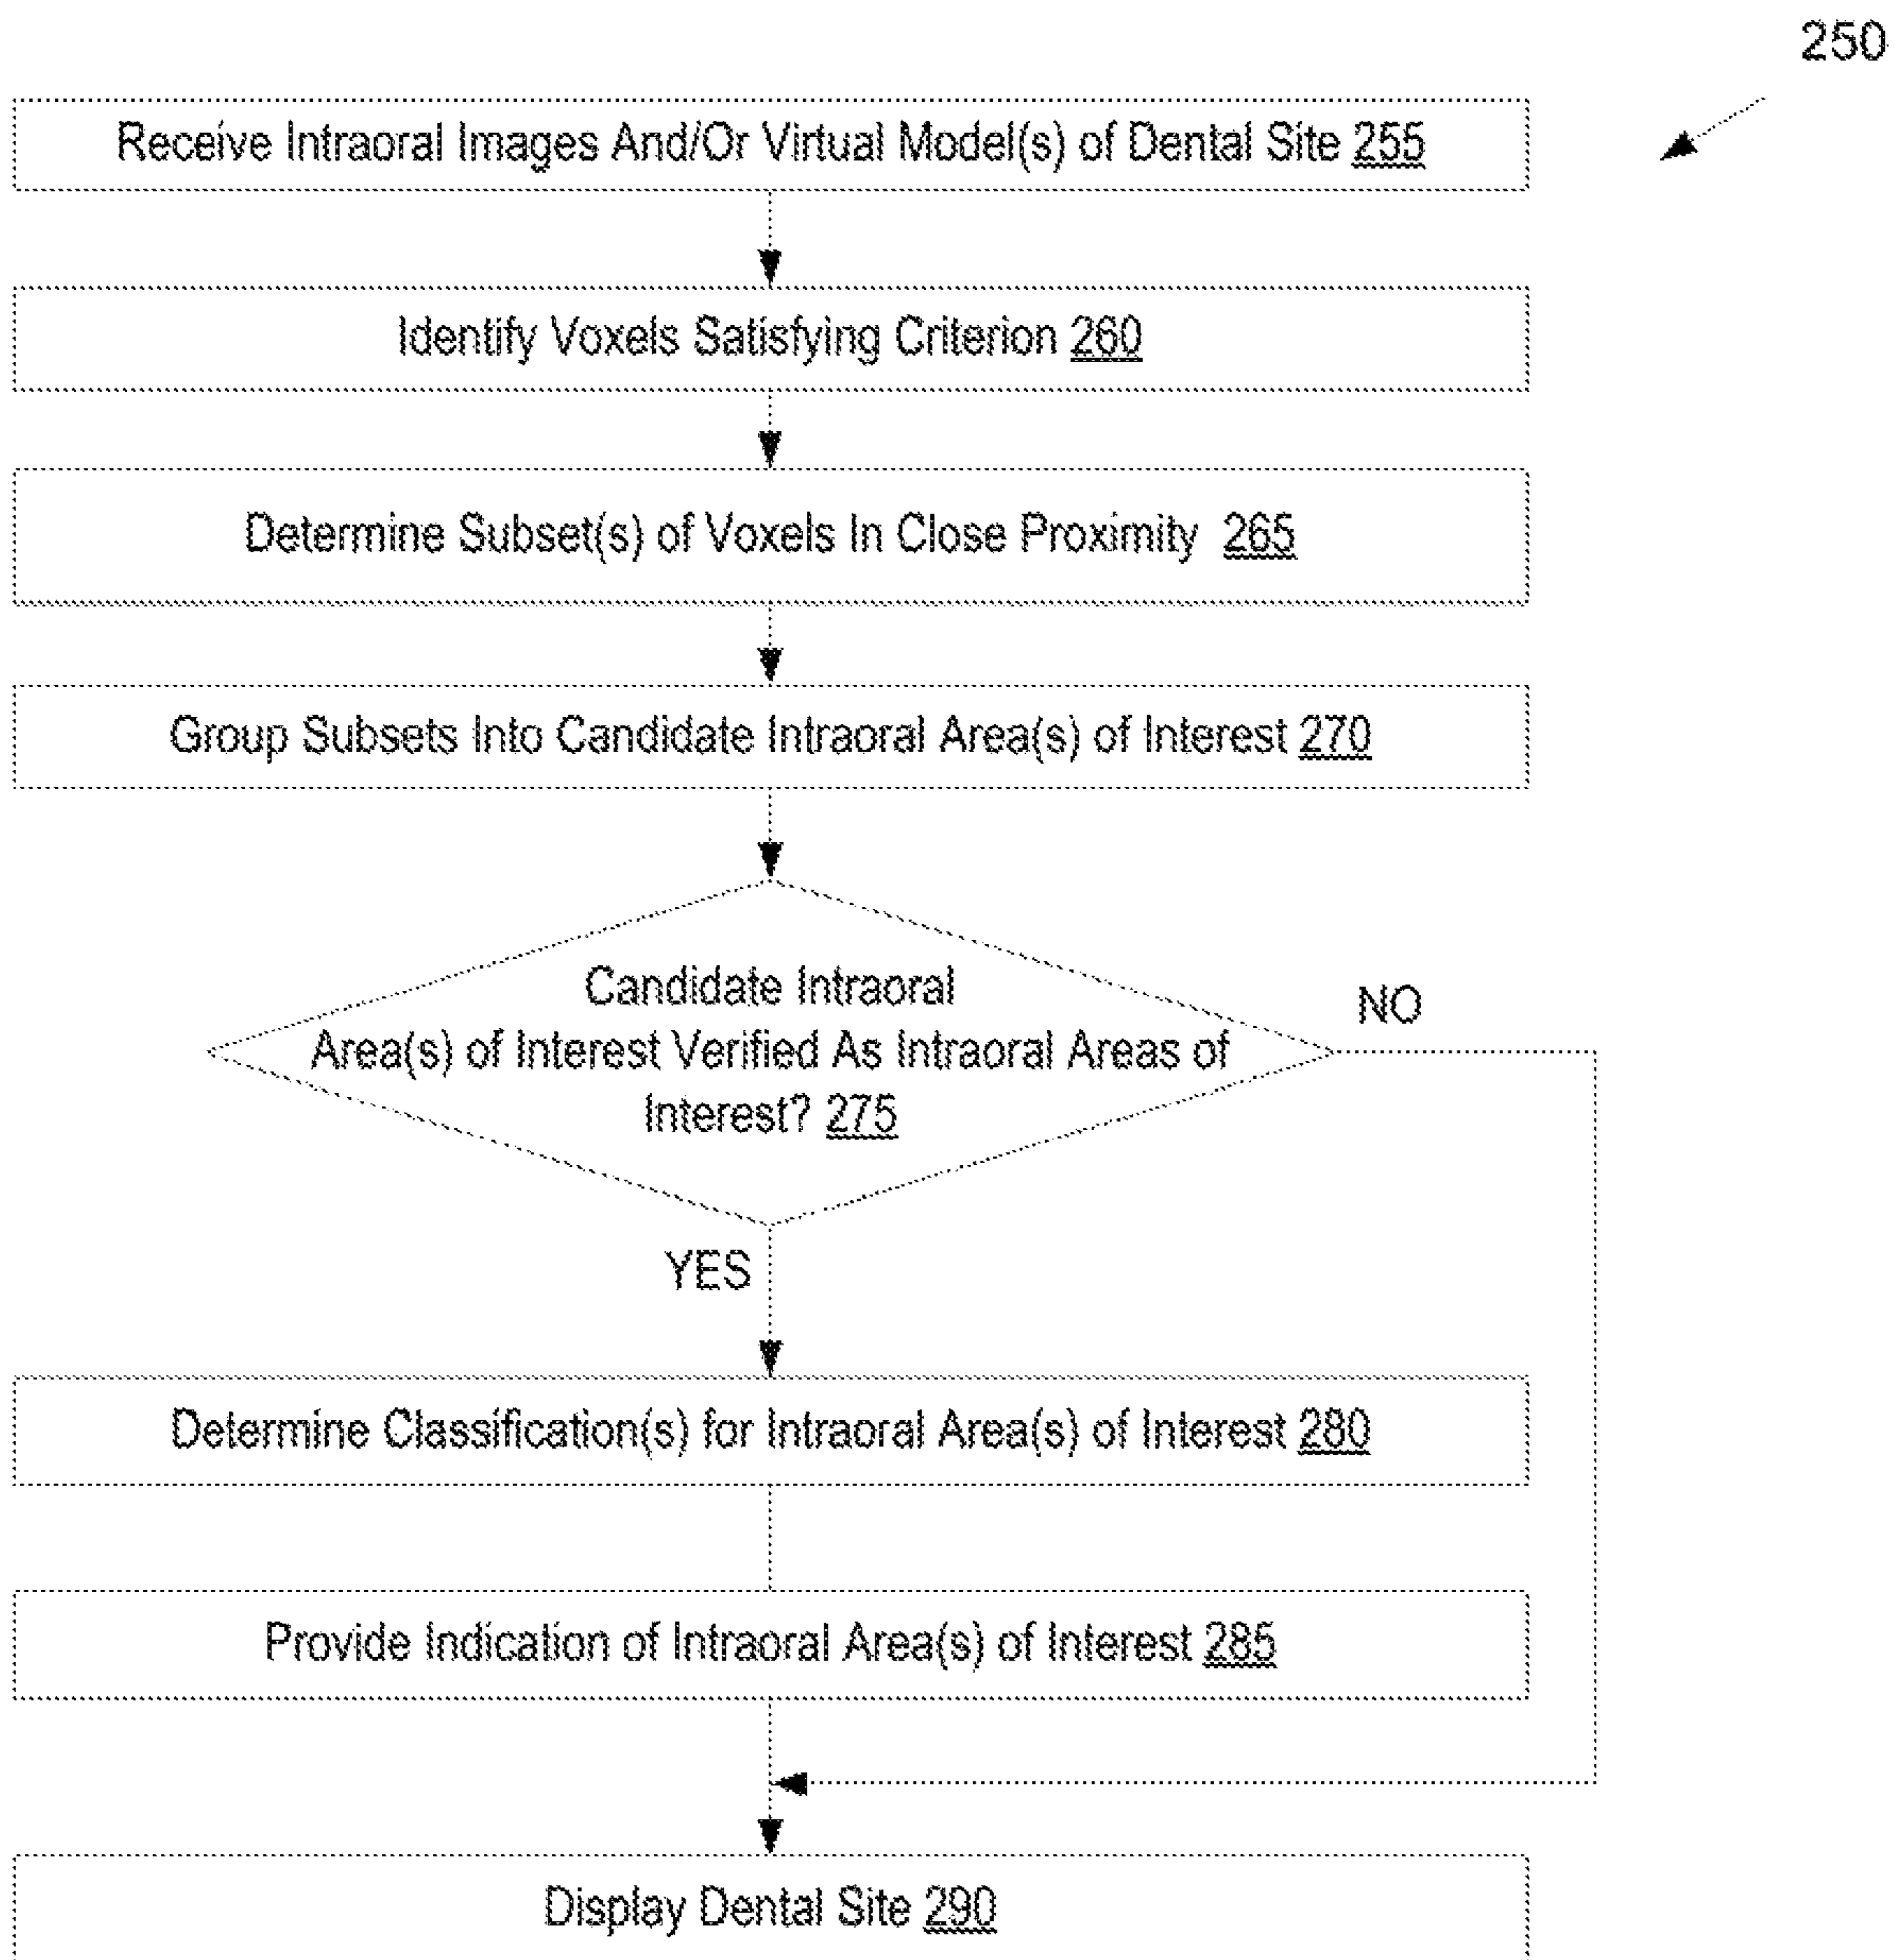 250
Receive Intraoral Images And/Or Virtual Model(s) of Dental Site 255
Identify Voxels Satisfying Criterion 260
Determine Subset(s) of Voxels In Close Proximity 265
Group Subsets Into Candidate Intraoral Area(s) of Interest 270
Candidate Intraoral
Area(s) of Interest Verified As Intraoral Areas of
Interest? 275
NO
YES
Determine Classification(s) for Intraoral Area(s) of Interest 280
Provide Indication of Intraoral Area(s) of Interest 285
Display Dental Site 290